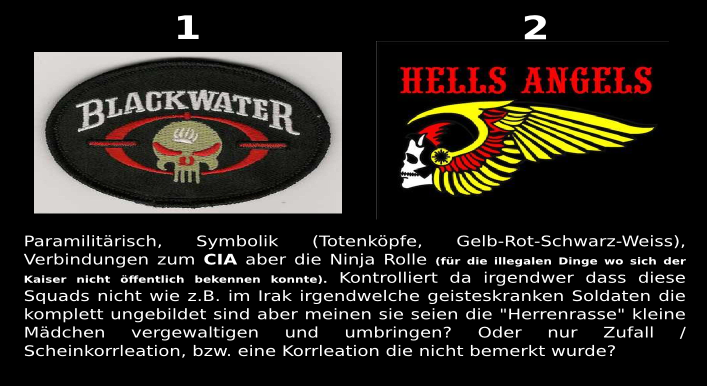 1
2
BLACKWATER
HELLS ANGELS
Paramilitärisch, Symbolik (Totenköpfe, Gelb-Rot-Schwarz-Weiss),
Verbindungen zum CIA aber die Ninja Rolle (für die illegalen Dinge wo sich der
Kaiser nicht öffentlich bekennen konnte). Kontrolliert da irgendwer dass diese
Squads nicht wie z.B. im Irak irgendwelche geisteskranken Soldaten die
komplett ungebildet sind aber meinen sie seien die "Herrenrasse" kleine
Mädchen vergewaltigen und umbringen? Oder nur Zufall /
Scheinkorrleation, bzw. eine Korrleation die nicht bemerkt wurde?